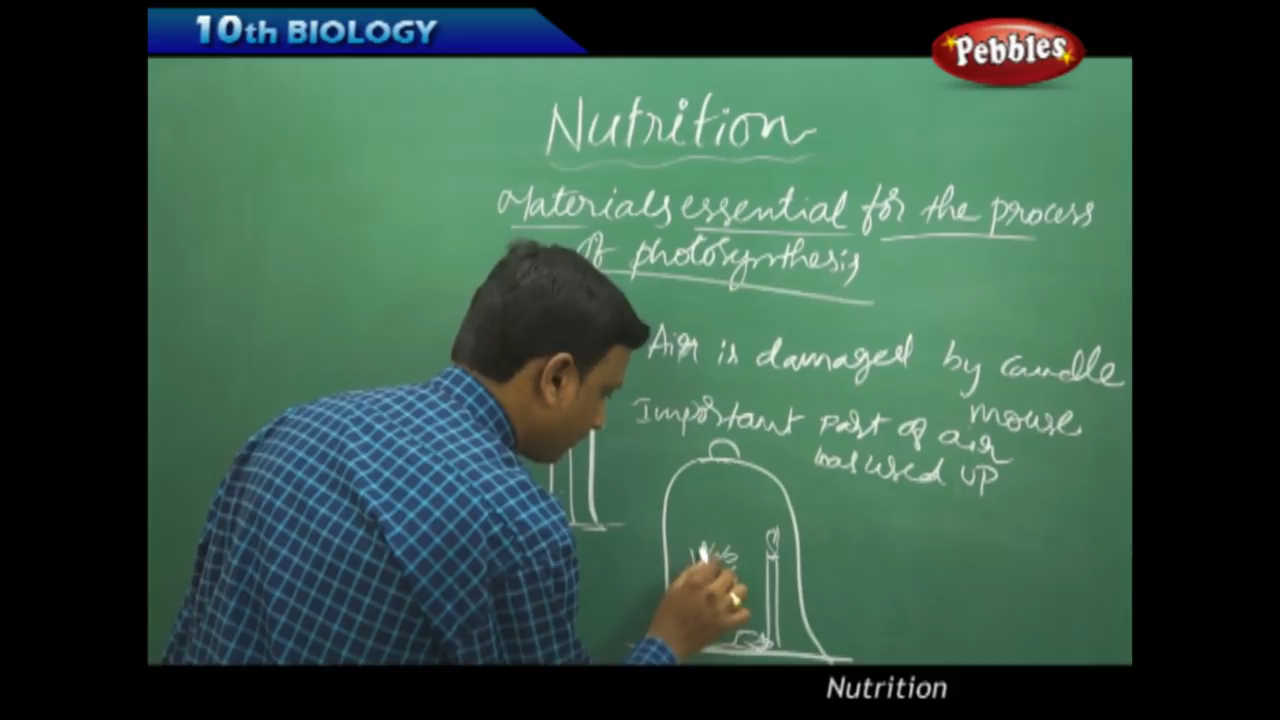 10th BIOLOGY
Pebbles
Nutrition
Materials essential for the process
of photosynthesis
Air is damaged by candle
mouse
Important part of air
was used up
Nutrition